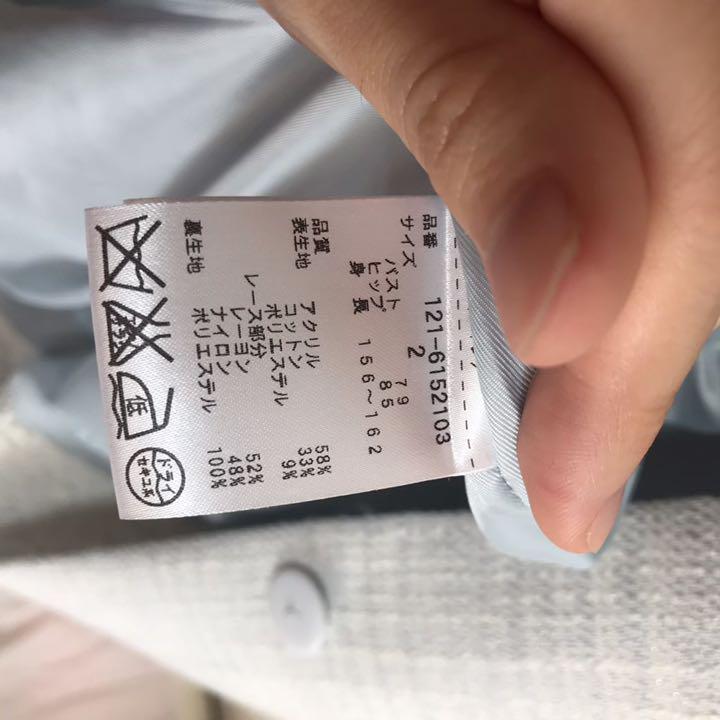 品番 121-6152103
サイズ 2
バスト 79
ヒップ 85
身長 156～162
品質
表生地 アクリル 58%
コットン 33%
ポリエステル 9%
レース部分
レーヨン 52%
ナイロン 48%
裏生地 ポリエステル 100%
低
ドライ
セキユ系